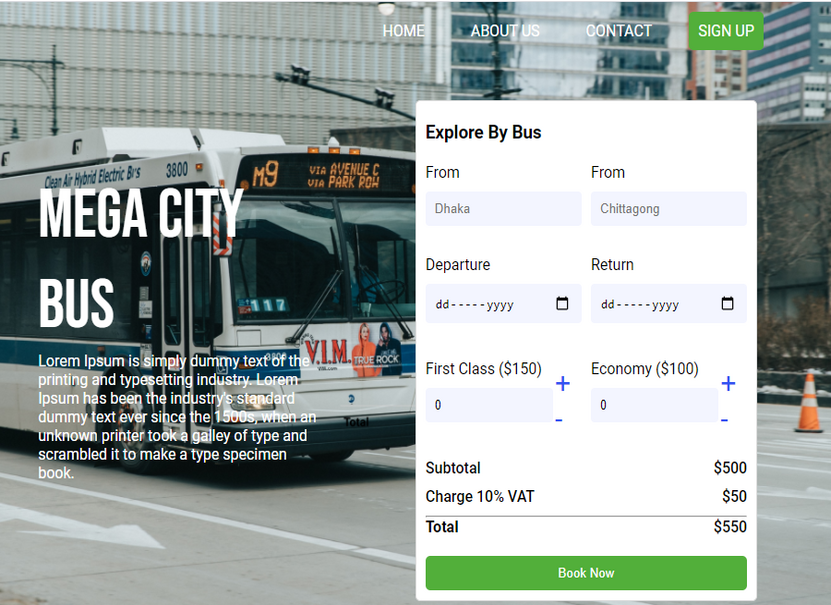 HOME ABOUT US CONTACT SIGN UP
Clean Air Hybrid Electric Bus 3800
M9 VIA AVENUE C
VIA PARK ROW
MEGA CITY
BUS
1117
V.I.M.
TRUE ROCK
Lorem Ipsum is simply dummy text of the
printing and typesetting industry. Lorem
Ipsum has been the industry's standard
dummy text ever since the 1500s, when an
unknown printer took a galley of type and
scrambled it to make a type specimen
book.
Total
Explore By Bus
From From
Dhaka Chittagong
Departure Return
dd-----yyyy dd-----yyyy
First Class ($150) Economy ($100)
+ +
0 0
- -
Subtotal $500
Charge 10% VAT $50
Total $550
Book Now